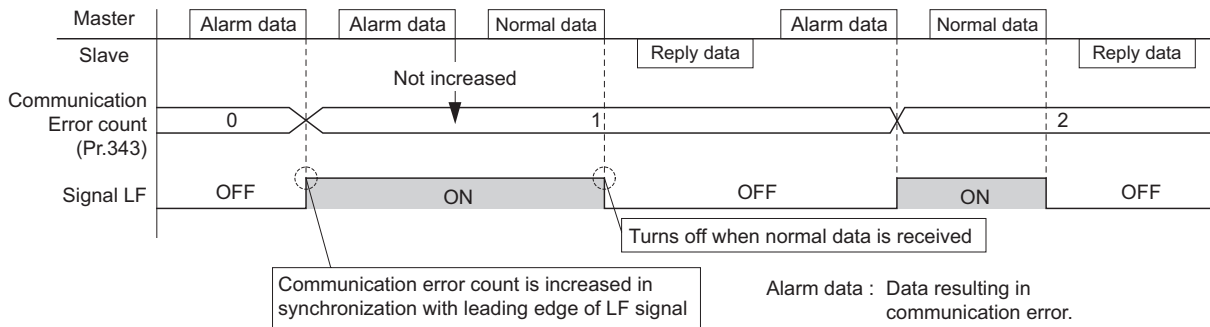 Master
Alarm data
Alarm data
Normal data
Alarm data
Normal data
Slave
Reply data
Reply data
Not increased
Communication
Error count
(Pr.343)
0
1
2
Signal LF
OFF
ON
OFF
ON
OFF
Turns off when normal data is received
Communication error count is increased in
synchronization with leading edge of LF signal
Alarm data : Data resulting in
communication error.